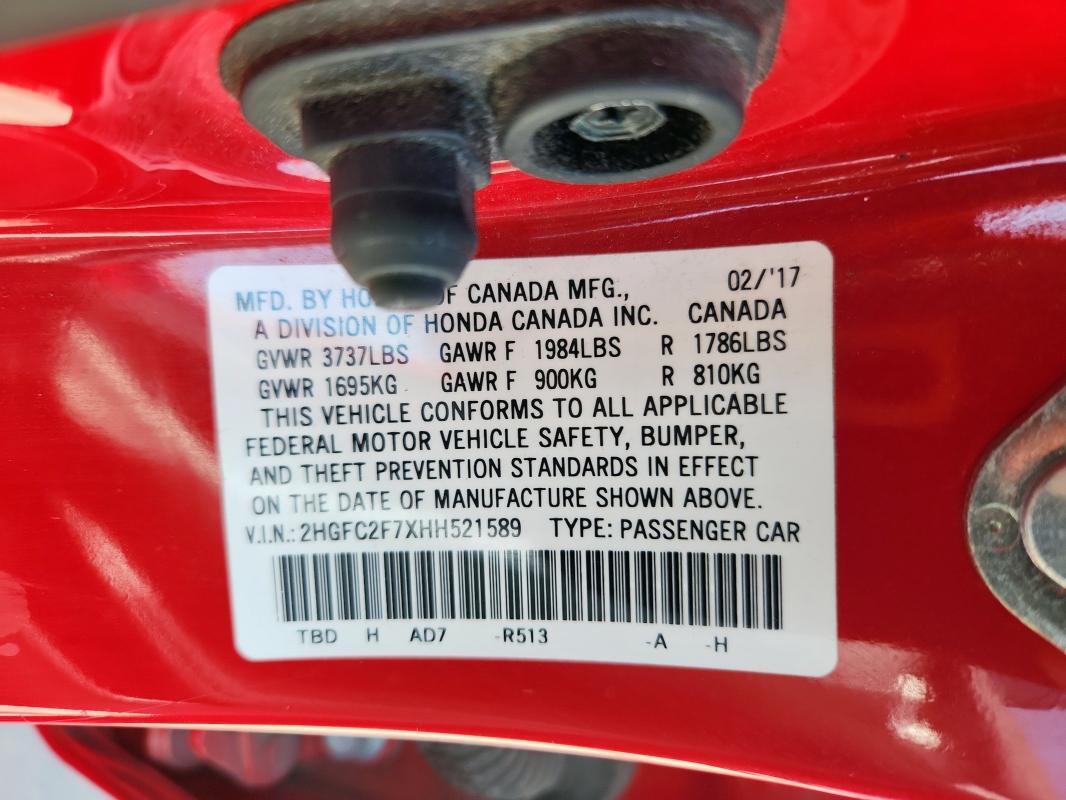 MFD. BY HO OF CANADA MFG., 02/'17
A DIVISION OF HONDA CANADA INC. CANADA
GVWR 3737LBS GAWR F 1984LBS R 1786LBS
GVWR 1695KG GAWR F 900KG R 810KG
THIS VEHICLE CONFORMS TO ALL APPLICABLE
FEDERAL MOTOR VEHICLE SAFETY, BUMPER,
AND THEFT PREVENTION STANDARDS IN EFFECT
ON THE DATE OF MANUFACTURE SHOWN ABOVE.
V.I.N.: 2HGFC2F7XHH521589 TYPE: PASSENGER CAR
TBD H AD7 -R513 -A -H